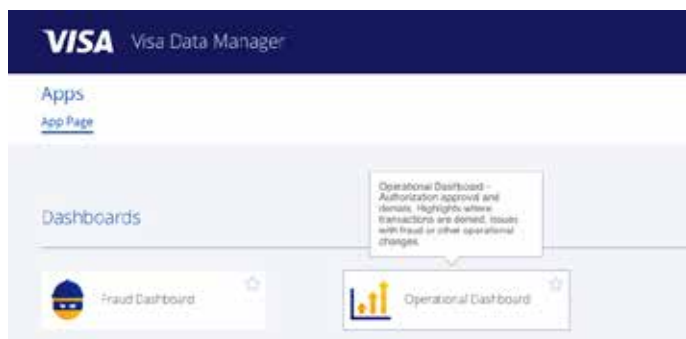 VISA Visa Data Manager
Apps
App Page
Operational Dashboard -
Authorization approval and
denials. Highlights where
transactions are denied, issues
with fraud or other operational
changes.
Dashboards
Fraud Dashboard
Operational Dashboard